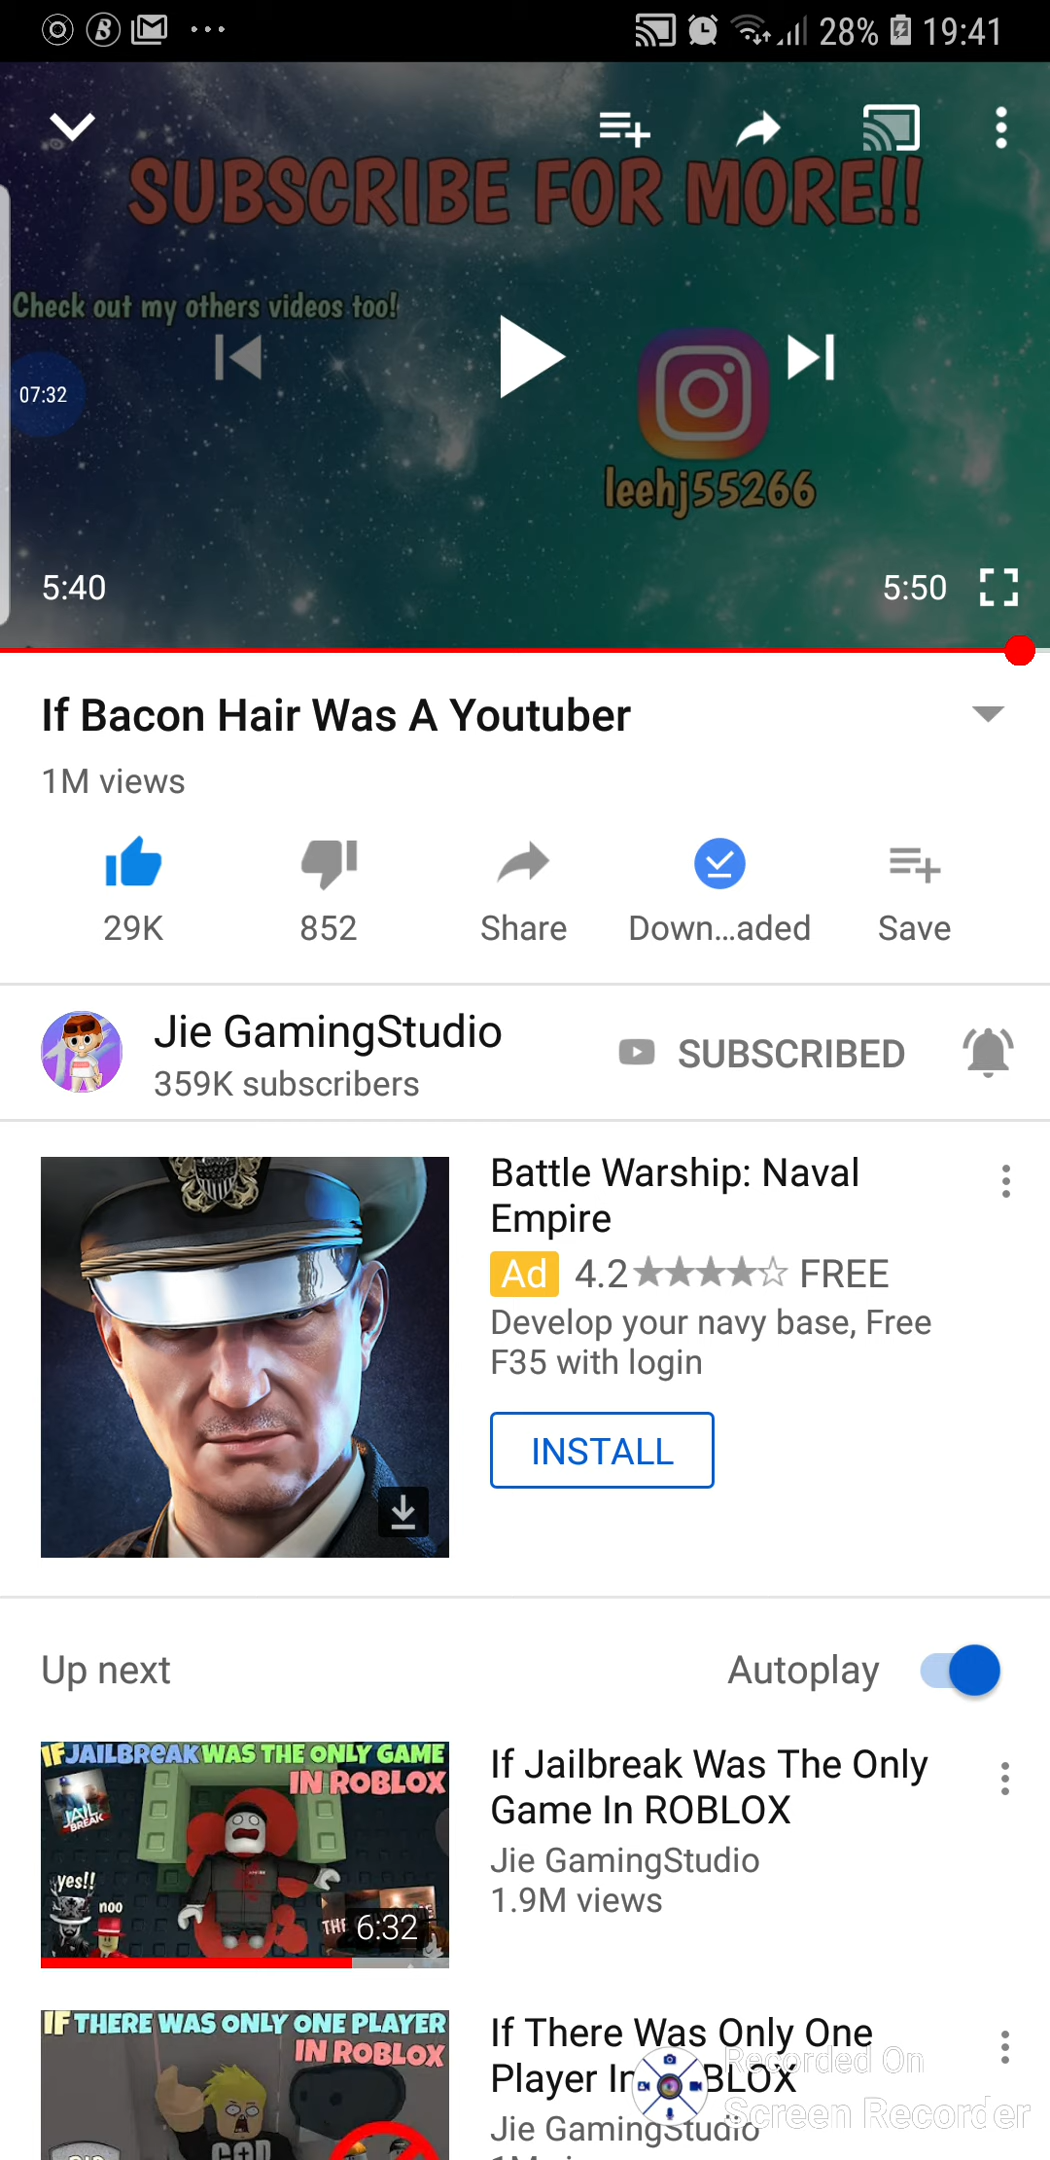 28% 19:41
SUBSCRIBE FOR MORE!!
Check out my others videos too!
07:32
leehj55266
5:40
5:50
If Bacon Hair Was A Youtuber
1M views
29K
852
Share
Down...aded
Save
Jie GamingStudio
359K subscribers
SUBSCRIBED
Battle Warship: Naval
Empire
Ad 4.2 FREE
Develop your navy base, Free
F35 with login
INSTALL
Up next
Autoplay
IF JAILBREAK WAS THE ONLY GAME
IN ROBLOX
JAIL
BREAK
yes!!
noo
THE
6:32
If Jailbreak Was The Only
Game In ROBLOX
Jie GamingStudio
1.9M views
IF THERE WAS ONLY ONE PLAYER
IN ROBLOX
If There Was Only One
Player In BLOX
Jie GamingStudio
Recorded On
Screen Recorder